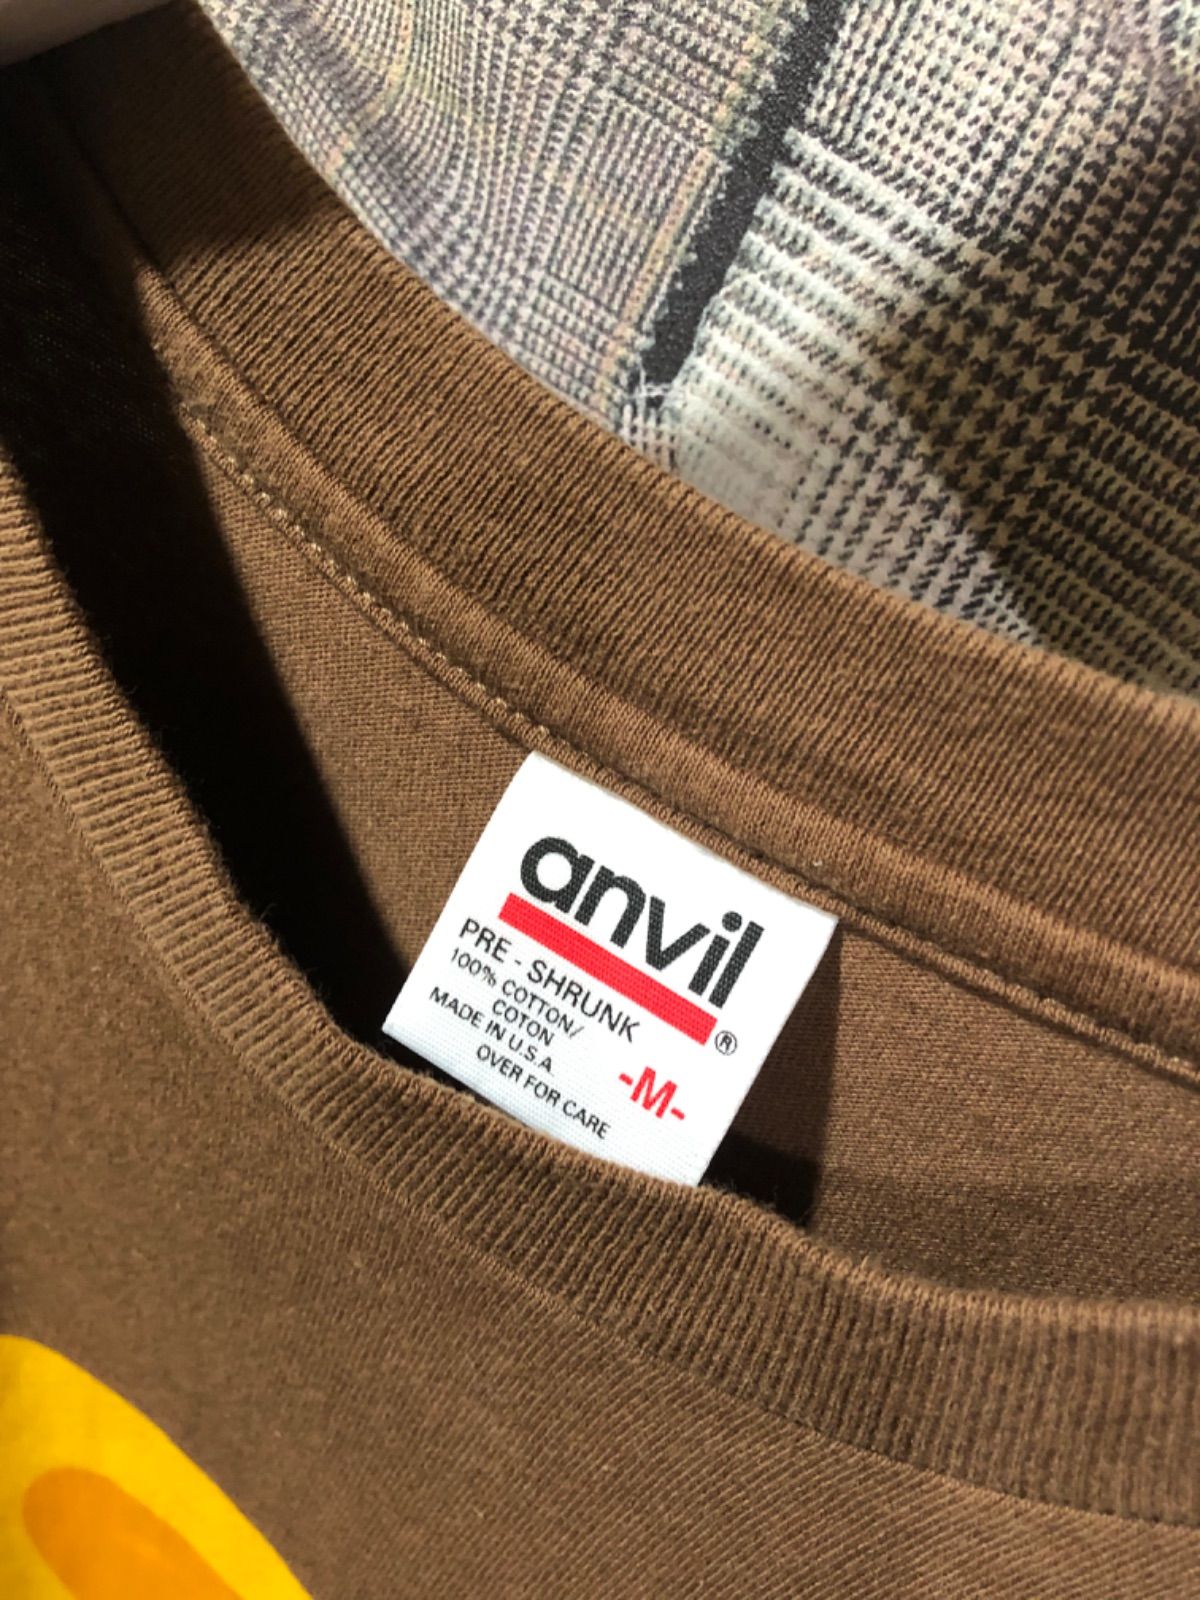 anvil®
PRE - SHRUNK
100% COTTON/
COTON
MADE IN U.S.A
-M-
OVER FOR CARE